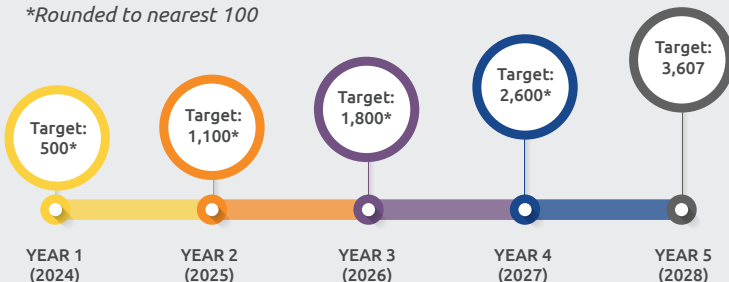 *Rounded to nearest 100
Target:
500*
Target:
1,100*
Target:
1,800*
Target:
2,600*
Target:
3,607
YEAR 1
(2024)
YEAR 2
(2025)
YEAR 3
(2026)
YEAR 4
(2027)
YEAR 5
(2028)